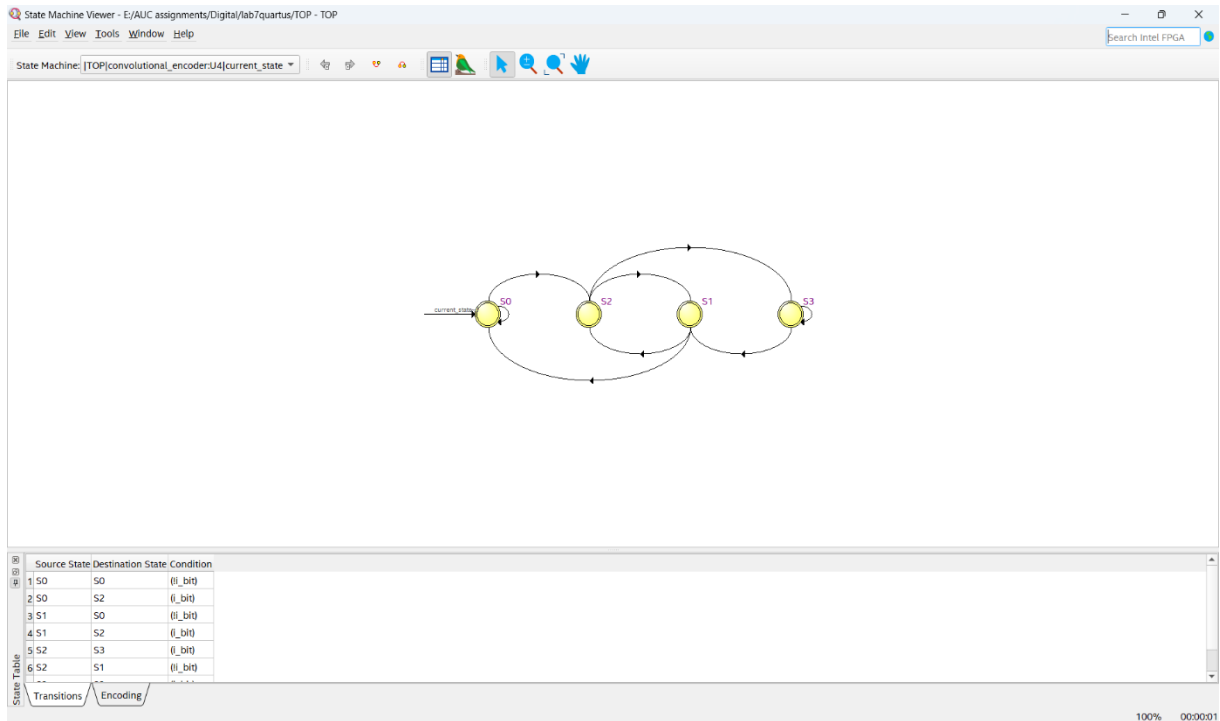 State Machine Viewer - E:/AUC assignments/Digital/lab7quartus/TOP - TOP
File Edit View Tools Window Help
Search Intel FPGA
State Machine: |TOP|convolutional_encoder:U4|current_state
S0 S2 S1 S3
current_state
Source State Destination State Condition
1 S0 S0 (!i_bit)
2 S0 S2 (i_bit)
3 S1 S0 (!i_bit)
4 S1 S2 (i_bit)
5 S2 S3 (i_bit)
6 S2 S1 (!i_bit)
State Table
Transitions Encoding
100% 00:00:01